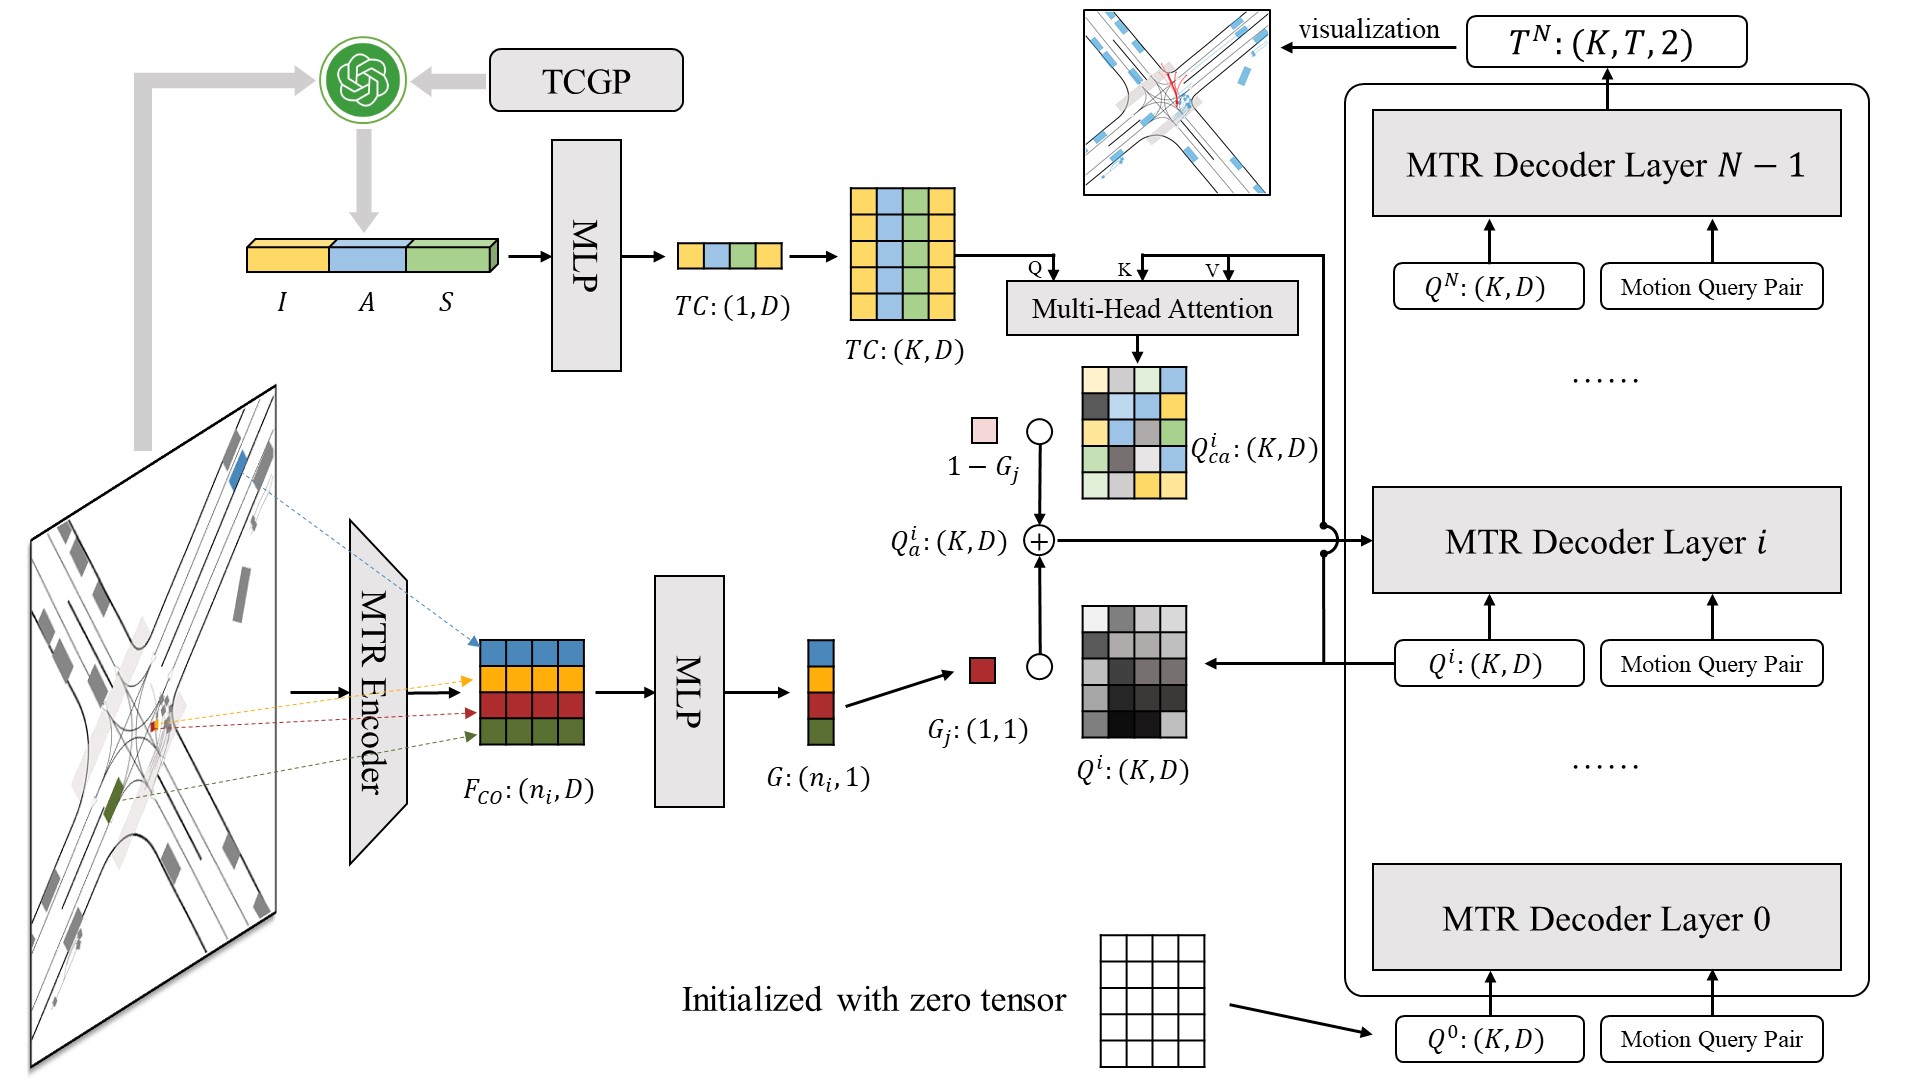 visualization
$T^N:(K,T,2)$
TCGP
MTR Decoder Layer $N-1$
MLP
$I$ $A$ $S$
$TC:(1,D)$
$TC:(K,D)$
Q K V
Multi-Head Attention
$Q^N:(K,D)$
Motion Query Pair
......
$1-G_j$
$Q^i_{ca}:(K,D)$
$Q^i_a:(K,D)$
+
MTR Decoder Layer $i$
MTR Encoder
MLP
$Q^i:(K,D)$
Motion Query Pair
$F_{CO}:(n_i,D)$
$G:(n_i,1)$
$G_j:(1,1)$
$Q^i:(K,D)$
......
MTR Decoder Layer 0
Initialized with zero tensor
$Q^0:(K,D)$
Motion Query Pair